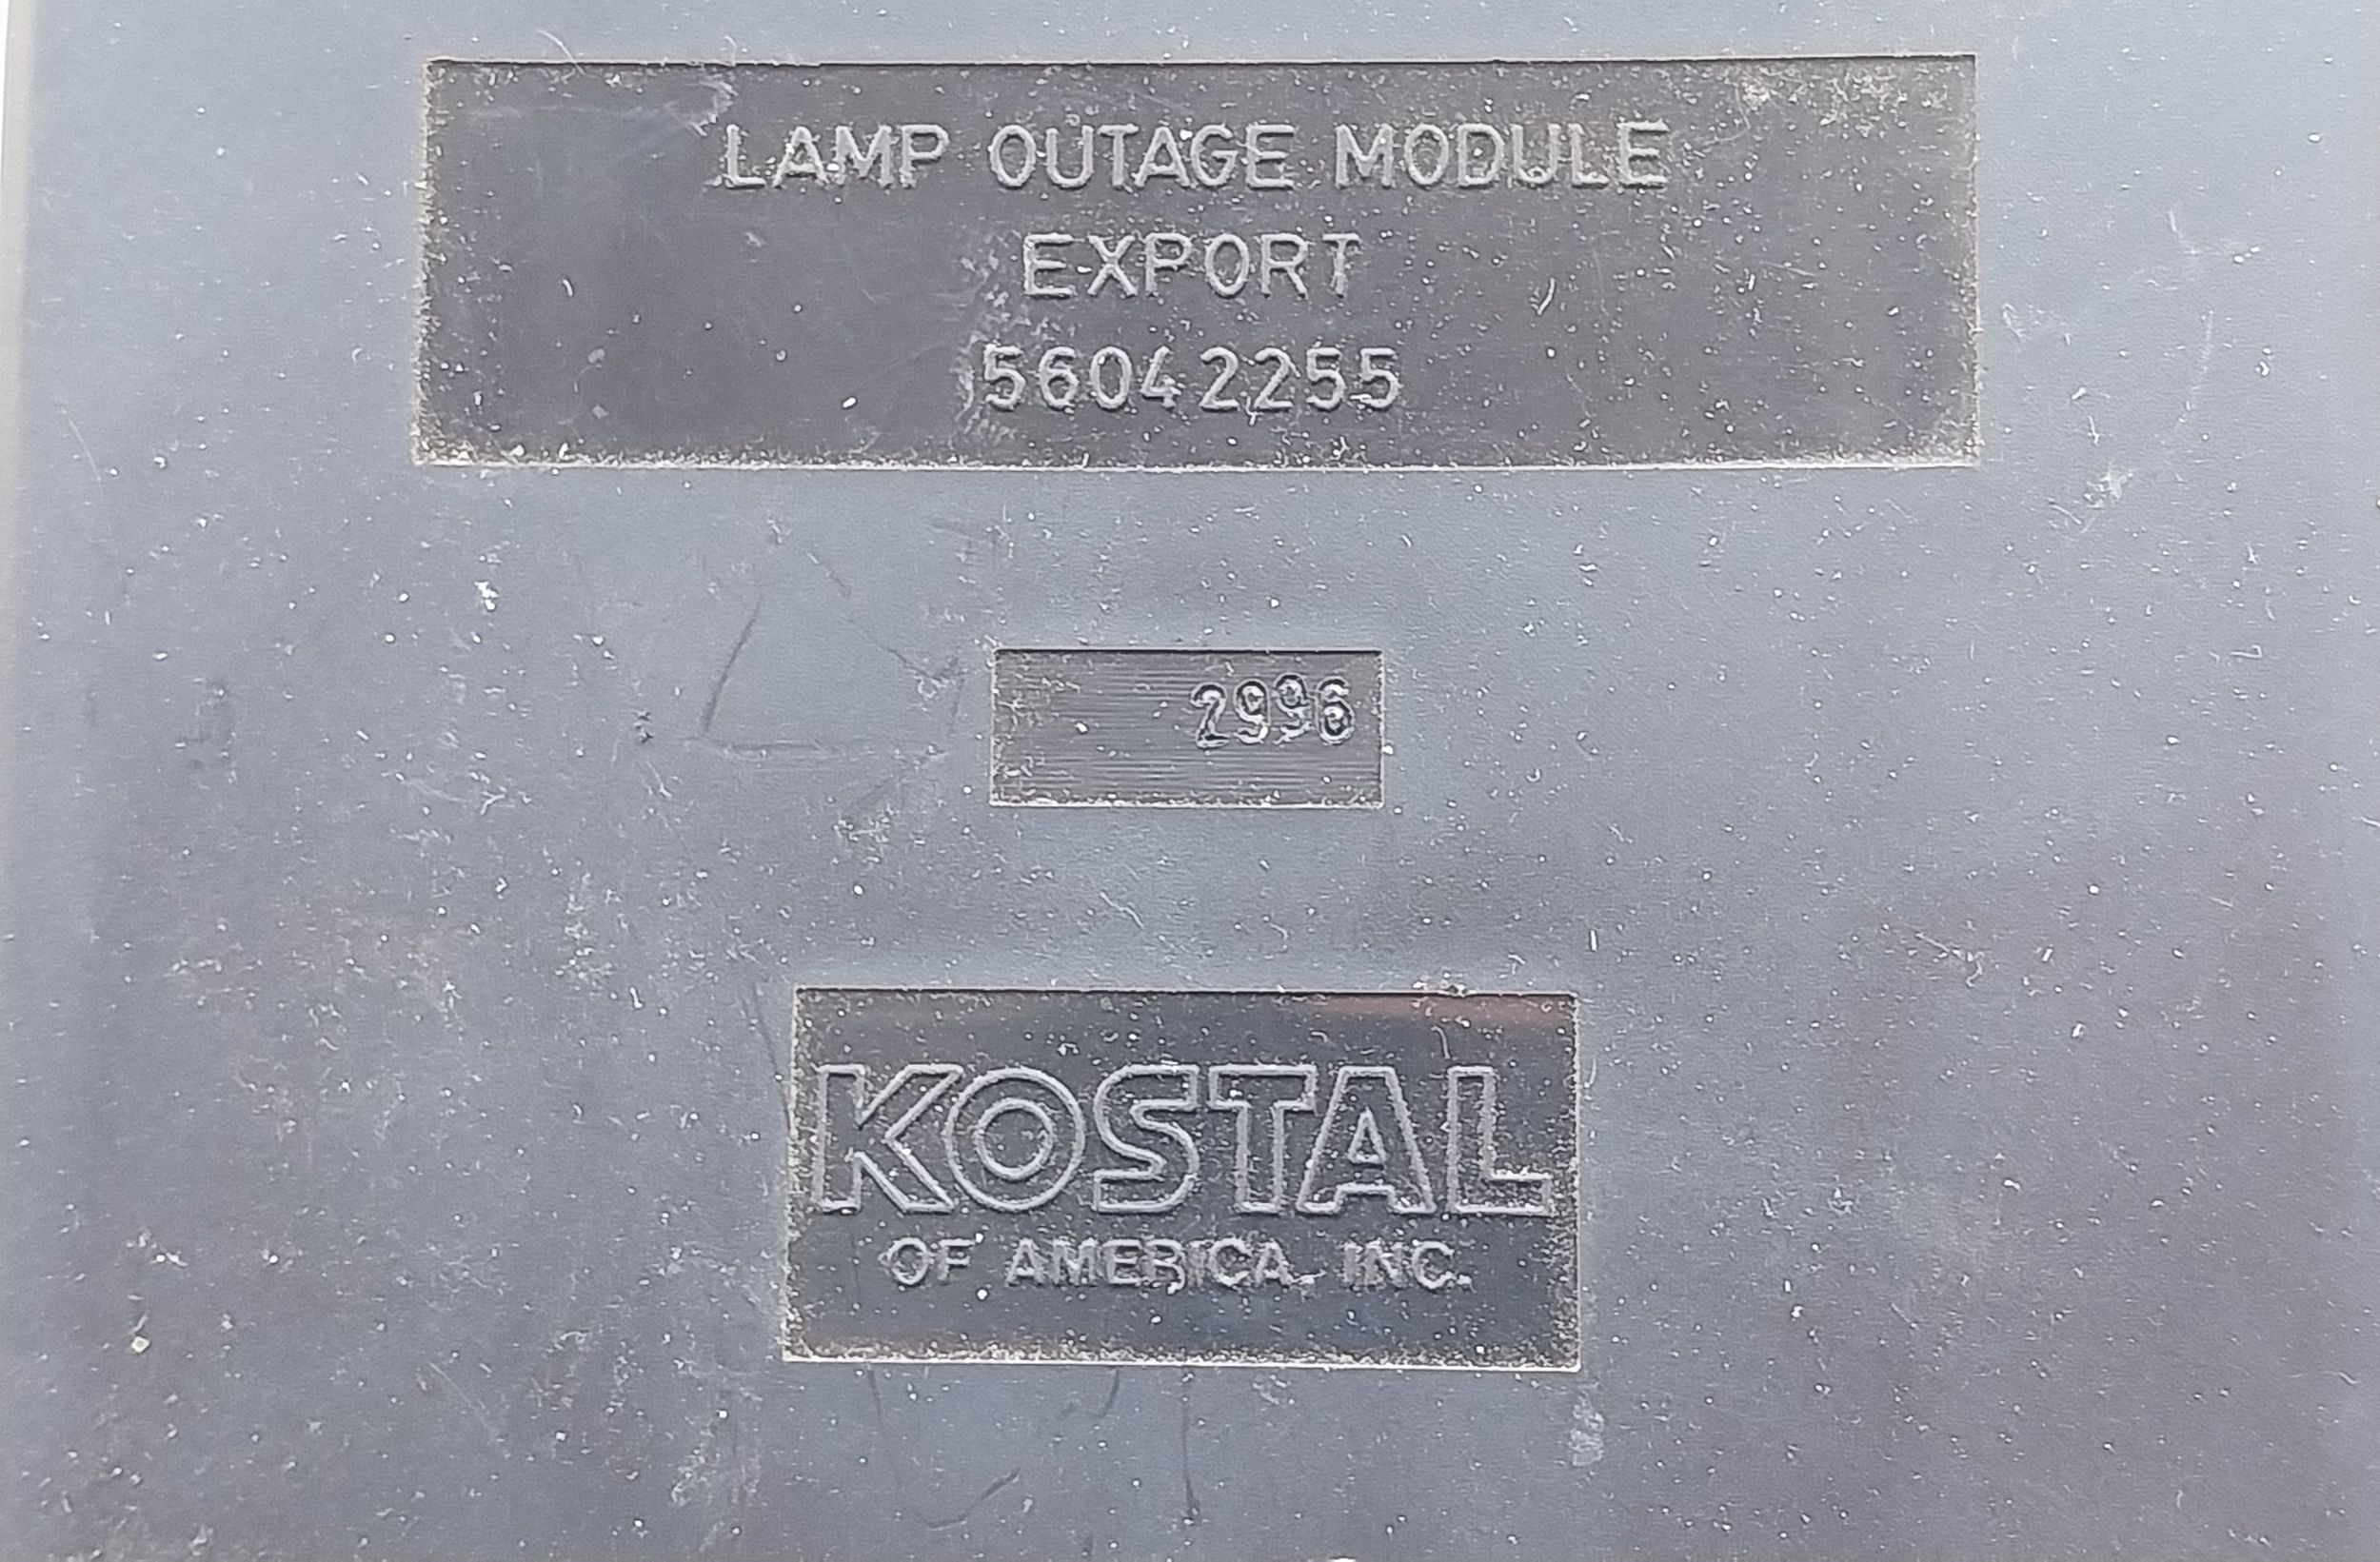 LAMP OUTAGE MODULE
EXPORT
56042255
2996
KOSTAL
OF AMERICA, INC.